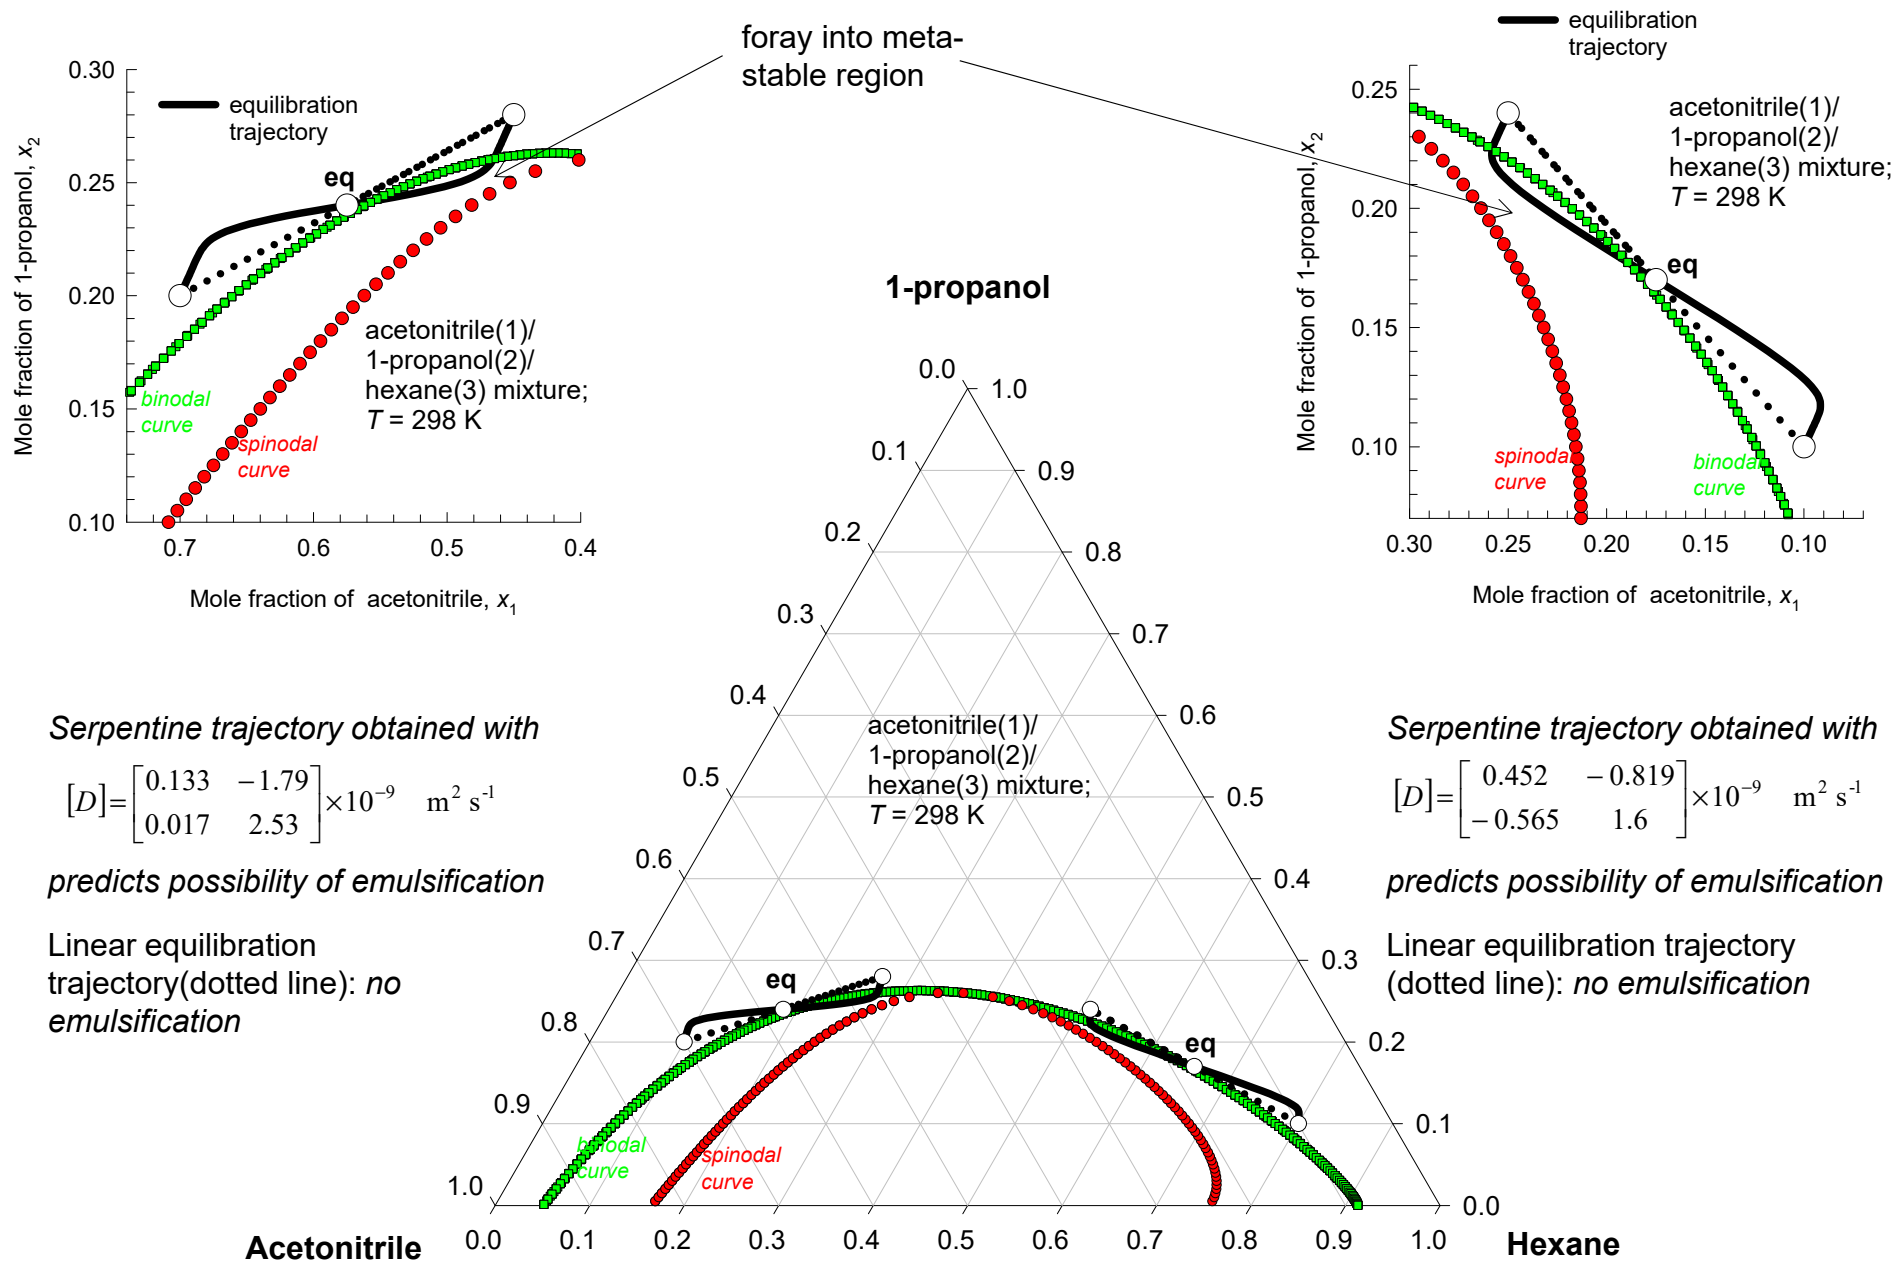 foray into meta-
stable region
equilibration
trajectory
0.30
0.25
0.20
0.15
0.10
0.7
0.6
0.5
0.4
Mole fraction of 1-propanol, x2
Mole fraction of acetonitrile, x1
eq
binodal
curve
spinodal
curve
acetonitrile(1)/
1-propanol(2)/
hexane(3) mixture;
T = 298 K
equilibration
trajectory
0.25
0.20
0.15
0.10
0.30
0.25
0.20
0.15
0.10
Mole fraction of 1-propanol, x2
Mole fraction of acetonitrile, x1
acetonitrile(1)/
1-propanol(2)/
hexane(3) mixture;
T = 298 K
eq
spinodal
curve
binodal
curve
Serpentine trajectory obtained with
[D]=[0.133 −1.79
0.017 2.53]×10−9 m2 s-1
predicts possibility of emulsification
Linear equilibration
trajectory(dotted line): no
emulsification
1-propanol
0.0
0.1
0.2
0.3
0.4
0.5
0.6
0.7
0.8
0.9
1.0
1.0
0.9
0.8
0.7
0.6
0.5
0.4
0.3
0.2
0.1
0.0
acetonitrile(1)/
1-propanol(2)/
hexane(3) mixture;
T = 298 K
eq
eq
binodal
curve
spinodal
curve
0.0
0.1
0.2
0.3
0.4
0.5
0.6
0.7
0.8
0.9
1.0
Acetonitrile
Hexane
Serpentine trajectory obtained with
[D]=[0.452 −0.819
−0.565 1.6]×10−9 m2 s-1
predicts possibility of emulsification
Linear equilibration trajectory
(dotted line): no emulsification